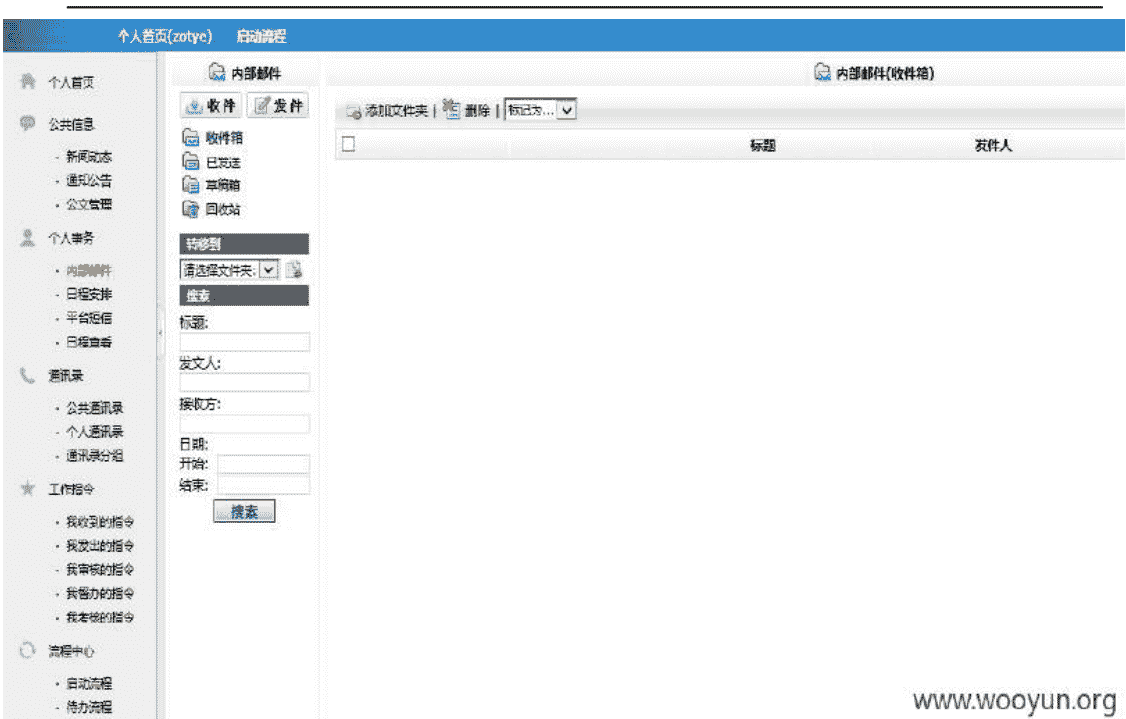 个人首页(zotye) 启动流程
个人首页
公共信息
· 新闻动态
· 通知公告
· 公文管理
个人事务
· 内部邮件
· 日程安排
· 平台短信
· 日程查看
通讯录
· 公共通讯录
· 个人通讯录
· 通讯录分组
工作指令
· 我收到的指令
· 我发出的指令
· 我审核的指令
· 我督办的指令
· 我考核的指令
流程中心
· 启动流程
· 待办流程
内部邮件
收件 发件
收件箱
已发送
草稿箱
回收站
转移到
请选择文件夹:
搜索
标题:
发文人:
接收方:
日期:
开始:
结束:
搜索
内部邮件(收件箱)
添加文件夹 | 删除 | 标记为...
标题 发件人
www.wooyun.org